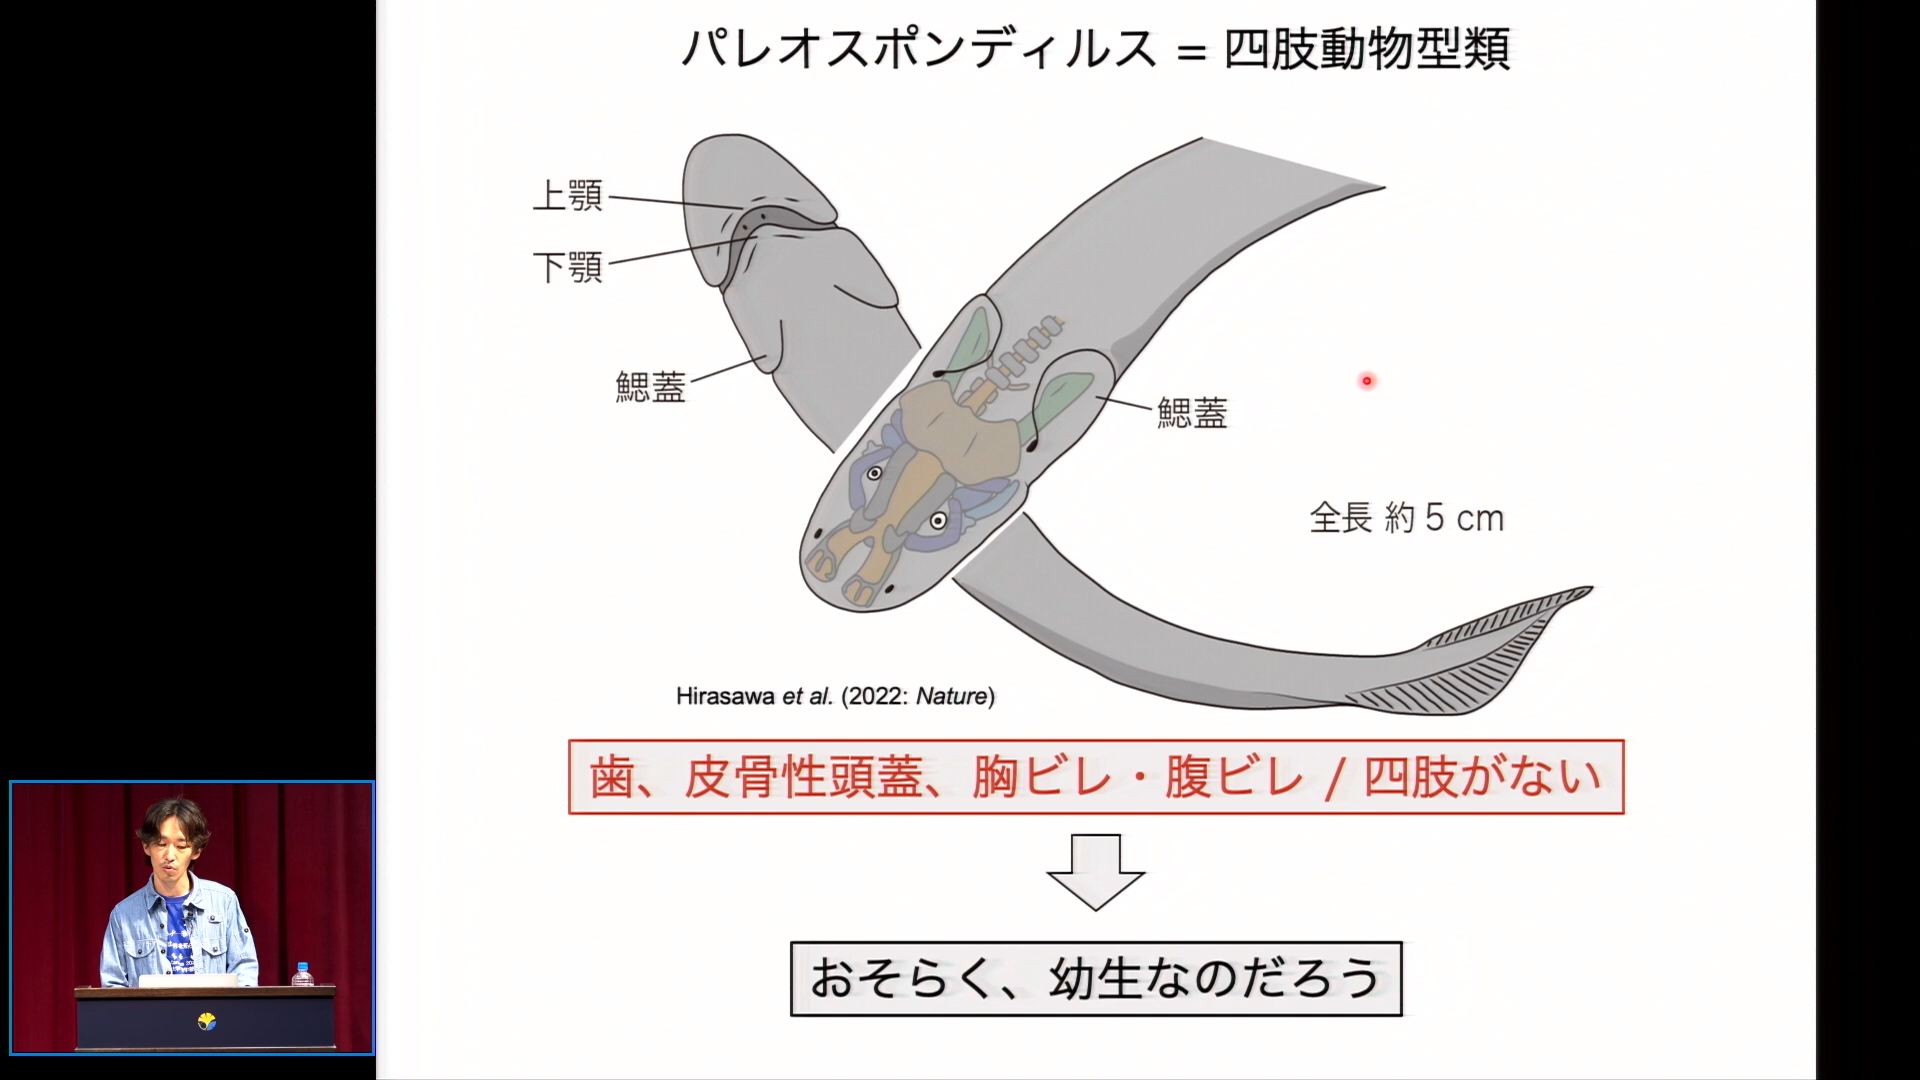 パレオスポンディルス = 四肢動物型類
上顎
下顎
鰓蓋
鰓蓋
全長 約 5 cm
Hirasawa et al. (2022: Nature)
歯、皮骨性頭蓋、胸ビレ・腹ビレ / 四肢がない
おそらく、幼生なのだろう